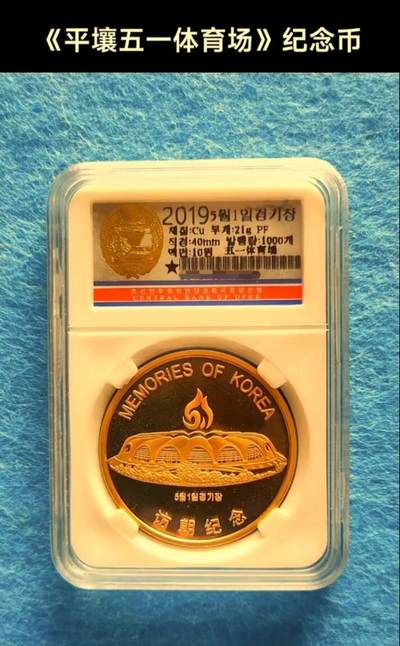 《平壤五一体育场》纪念币
2019 5월1일경기장
재질:Cu 무게:21g PF
직경:40mm 발행량:1000개
액면:10원 五一体育場
★
CENTRAL BANK OF DPRK
MEMORIES OF KOREA
5월1일경기장
访朝纪念